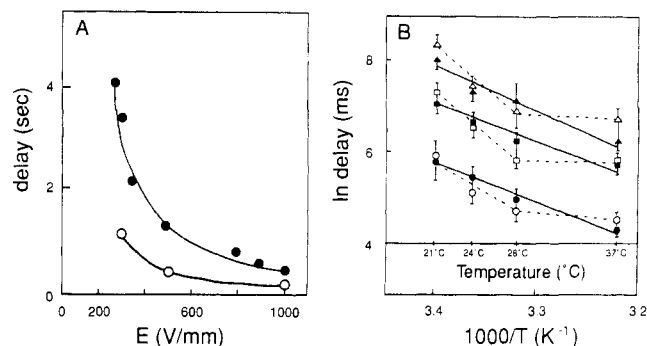 A
delay (sec)
4
2
0
0 200 600 1000
E (V/mm)
B
ln delay (ms)
8
6
4
21°C 24°C 26°C 37°C
Temperature (°C)
3.4 3.3 3.2
1000/T (K⁻¹)